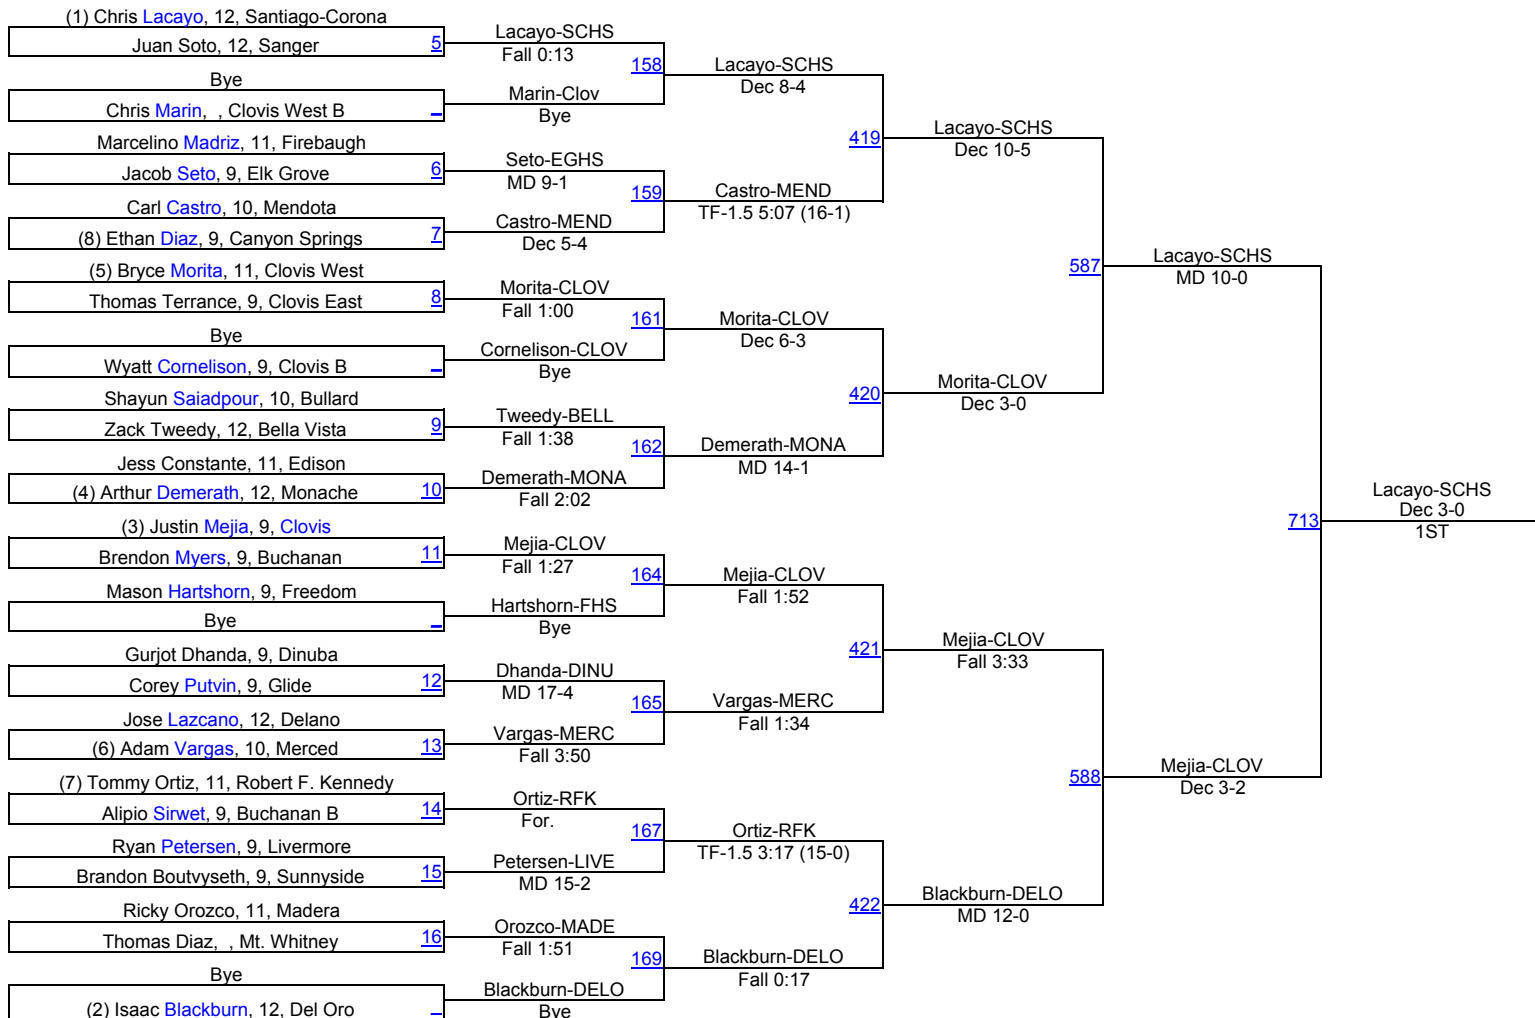 (1) Chris Lacayo, 12, Santiago-Corona
Juan Soto, 12, Sanger 5
Bye
Chris Marin, , Clovis West B _
Marcelino Madriz, 11, Firebaugh
Jacob Seto, 9, Elk Grove 6
Carl Castro, 10, Mendota
(8) Ethan Diaz, 9, Canyon Springs 7
(5) Bryce Morita, 11, Clovis West
Thomas Terrance, 9, Clovis East 8
Bye
Wyatt Cornelison, 9, Clovis B _
Shayun Saiadpour, 10, Bullard
Zack Tweedy, 12, Bella Vista 9
Jess Constante, 11, Edison
(4) Arthur Demerath, 12, Monache 10
(3) Justin Mejia, 9, Clovis
Brendon Myers, 9, Buchanan 11
Mason Hartshorn, 9, Freedom
Bye _
Gurjot Dhanda, 9, Dinuba
Corey Putvin, 9, Glide 12
Jose Lazcano, 12, Delano
(6) Adam Vargas, 10, Merced 13
(7) Tommy Ortiz, 11, Robert F. Kennedy
Alipio Sirwet, 9, Buchanan B 14
Ryan Petersen, 9, Livermore
Brandon Boutvyseth, 9, Sunnyside 15
Ricky Orozco, 11, Madera
Thomas Diaz, , Mt. Whitney 16
Bye
(2) Isaac Blackburn, 12, Del Oro _
Lacayo-SCHS
Fall 0:13
158
Marin-Clov
Bye
Seto-EGHS
MD 9-1
159
Castro-MEND
Dec 5-4
Morita-CLOV
Fall 1:00
161
Cornelison-CLOV
Bye
Tweedy-BELL
Fall 1:38
162
Demerath-MONA
Fall 2:02
Mejia-CLOV
Fall 1:27
164
Hartshorn-FHS
Bye
Dhanda-DINU
MD 17-4
165
Vargas-MERC
Fall 3:50
Ortiz-RFK
For.
167
Petersen-LIVE
MD 15-2
Orozco-MADE
Fall 1:51
169
Blackburn-DELO
Bye
Lacayo-SCHS
Dec 8-4
419
Castro-MEND
TF-1.5 5:07 (16-1)
Morita-CLOV
Dec 6-3
420
Demerath-MONA
MD 14-1
Mejia-CLOV
Fall 1:52
421
Vargas-MERC
Fall 1:34
Ortiz-RFK
TF-1.5 3:17 (15-0)
422
Blackburn-DELO
Fall 0:17
Lacayo-SCHS
Dec 10-5
587
Morita-CLOV
Dec 3-0
Mejia-CLOV
Fall 3:33
588
Blackburn-DELO
MD 12-0
Lacayo-SCHS
MD 10-0
713
Mejia-CLOV
Dec 3-2
Lacayo-SCHS
Dec 3-0
1ST